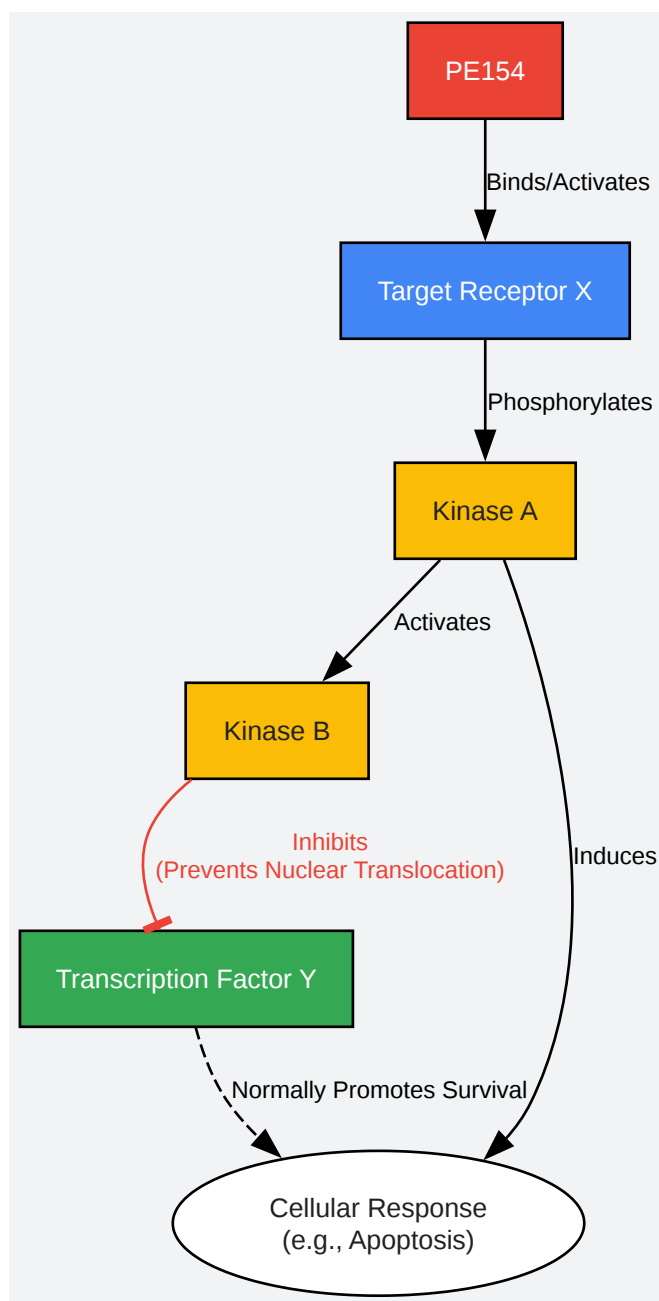 PE154
Binds/Activates
Target Receptor X
Phosphorylates
Kinase A
Activates
Kinase B
Inhibits
(Prevents Nuclear Translocation)
Induces
Transcription Factor Y
Normally Promotes Survival
Cellular Response
(e.g., Apoptosis)